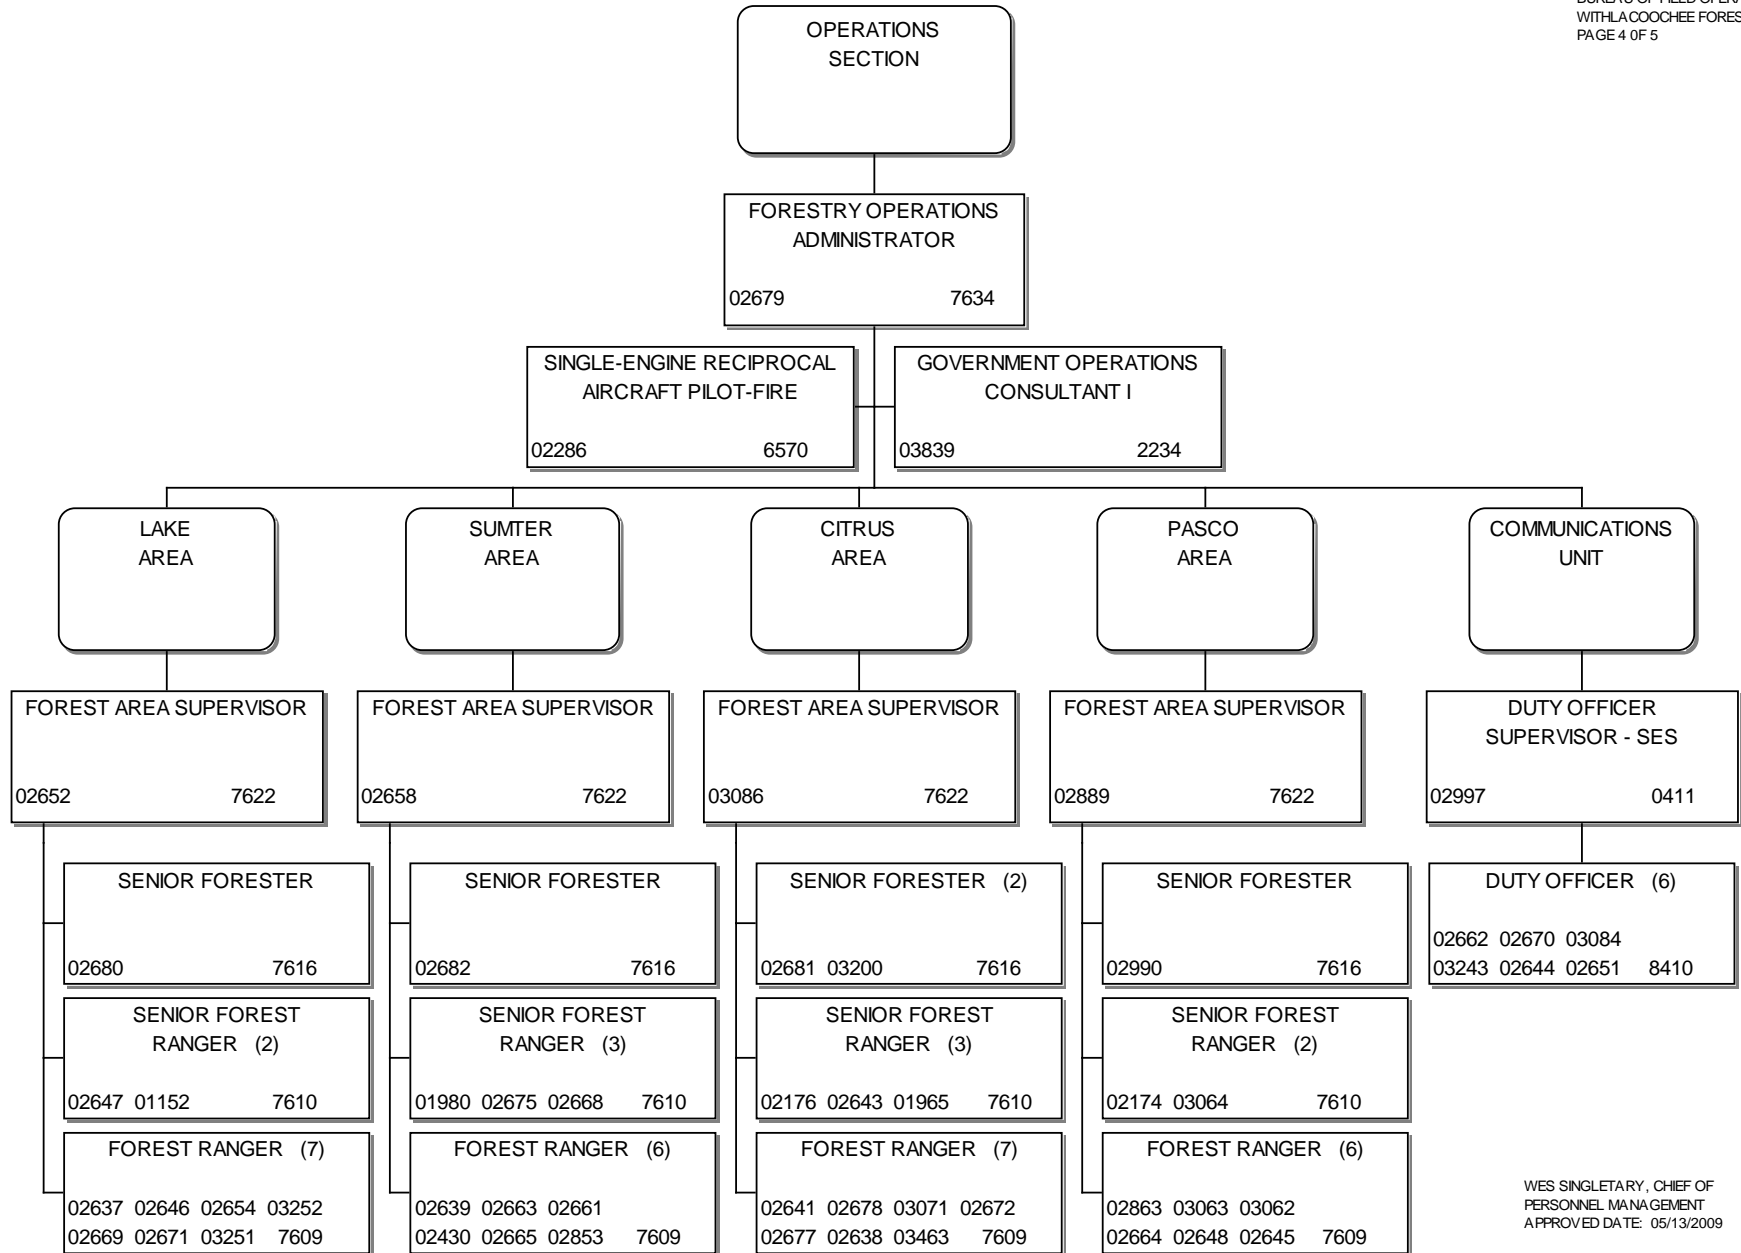 WITHLACOOCHEE FORES
PAGE 4 0F 5
OPERATIONS
SECTION
FORESTRY OPERATIONS
ADMINISTRATOR
02679 7634
SINGLE-ENGINE RECIPROCAL
AIRCRAFT PILOT-FIRE
02286 6570
GOVERNMENT OPERATIONS
CONSULTANT I
03839 2234
LAKE
AREA
SUMTER
AREA
CITRUS
AREA
PASCO
AREA
COMMUNICATIONS
UNIT
FOREST AREA SUPERVISOR
02652 7622
FOREST AREA SUPERVISOR
02658 7622
FOREST AREA SUPERVISOR
03086 7622
FOREST AREA SUPERVISOR
02889 7622
DUTY OFFICER
SUPERVISOR - SES
02997 0411
SENIOR FORESTER
02680 7616
SENIOR FORESTER
02682 7616
SENIOR FORESTER (2)
02681 03200 7616
SENIOR FORESTER
02990 7616
DUTY OFFICER (6)
02662 02670 03084
03243 02644 02651 8410
SENIOR FOREST
RANGER (2)
02647 01152 7610
SENIOR FOREST
RANGER (3)
01980 02675 02668 7610
SENIOR FOREST
RANGER (3)
02176 02643 01965 7610
SENIOR FOREST
RANGER (2)
02174 03064 7610
FOREST RANGER (7)
02637 02646 02654 03252
02669 02671 03251 7609
FOREST RANGER (6)
02639 02663 02661
02430 02665 02853 7609
FOREST RANGER (7)
02641 02678 03071 02672
02677 02638 03463 7609
FOREST RANGER (6)
02863 03063 03062
02664 02648 02645 7609
WES SINGLETARY, CHIEF OF
PERSONNEL MANAGEMENT
APPROVED DATE: 05/13/2009